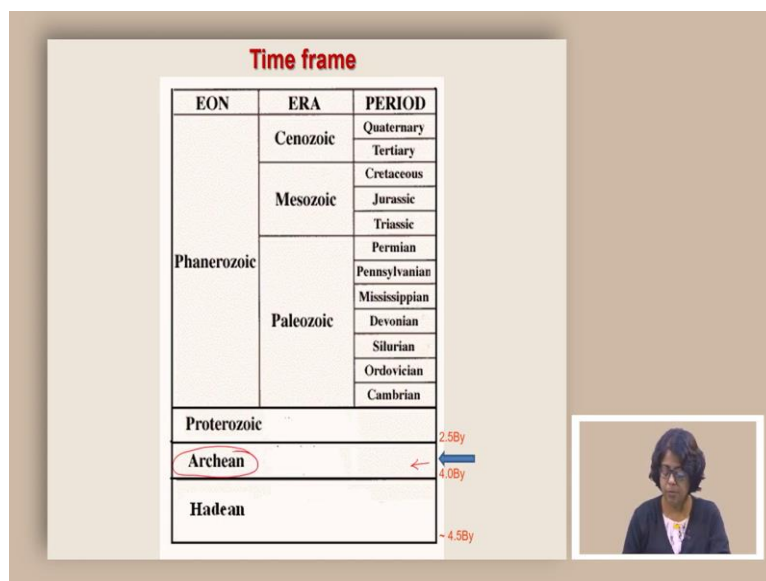 Time frame
EON ERA PERIOD
Phanerozoic
Cenozoic
Quaternary
Tertiary
Mesozoic
Cretaceous
Jurassic
Triassic
Paleozoic
Permian
Pennsylvanian
Mississippian
Devonian
Silurian
Ordovician
Cambrian
Proterozoic
2.5By
Archean
4.0By
Hadean
~ 4.5By